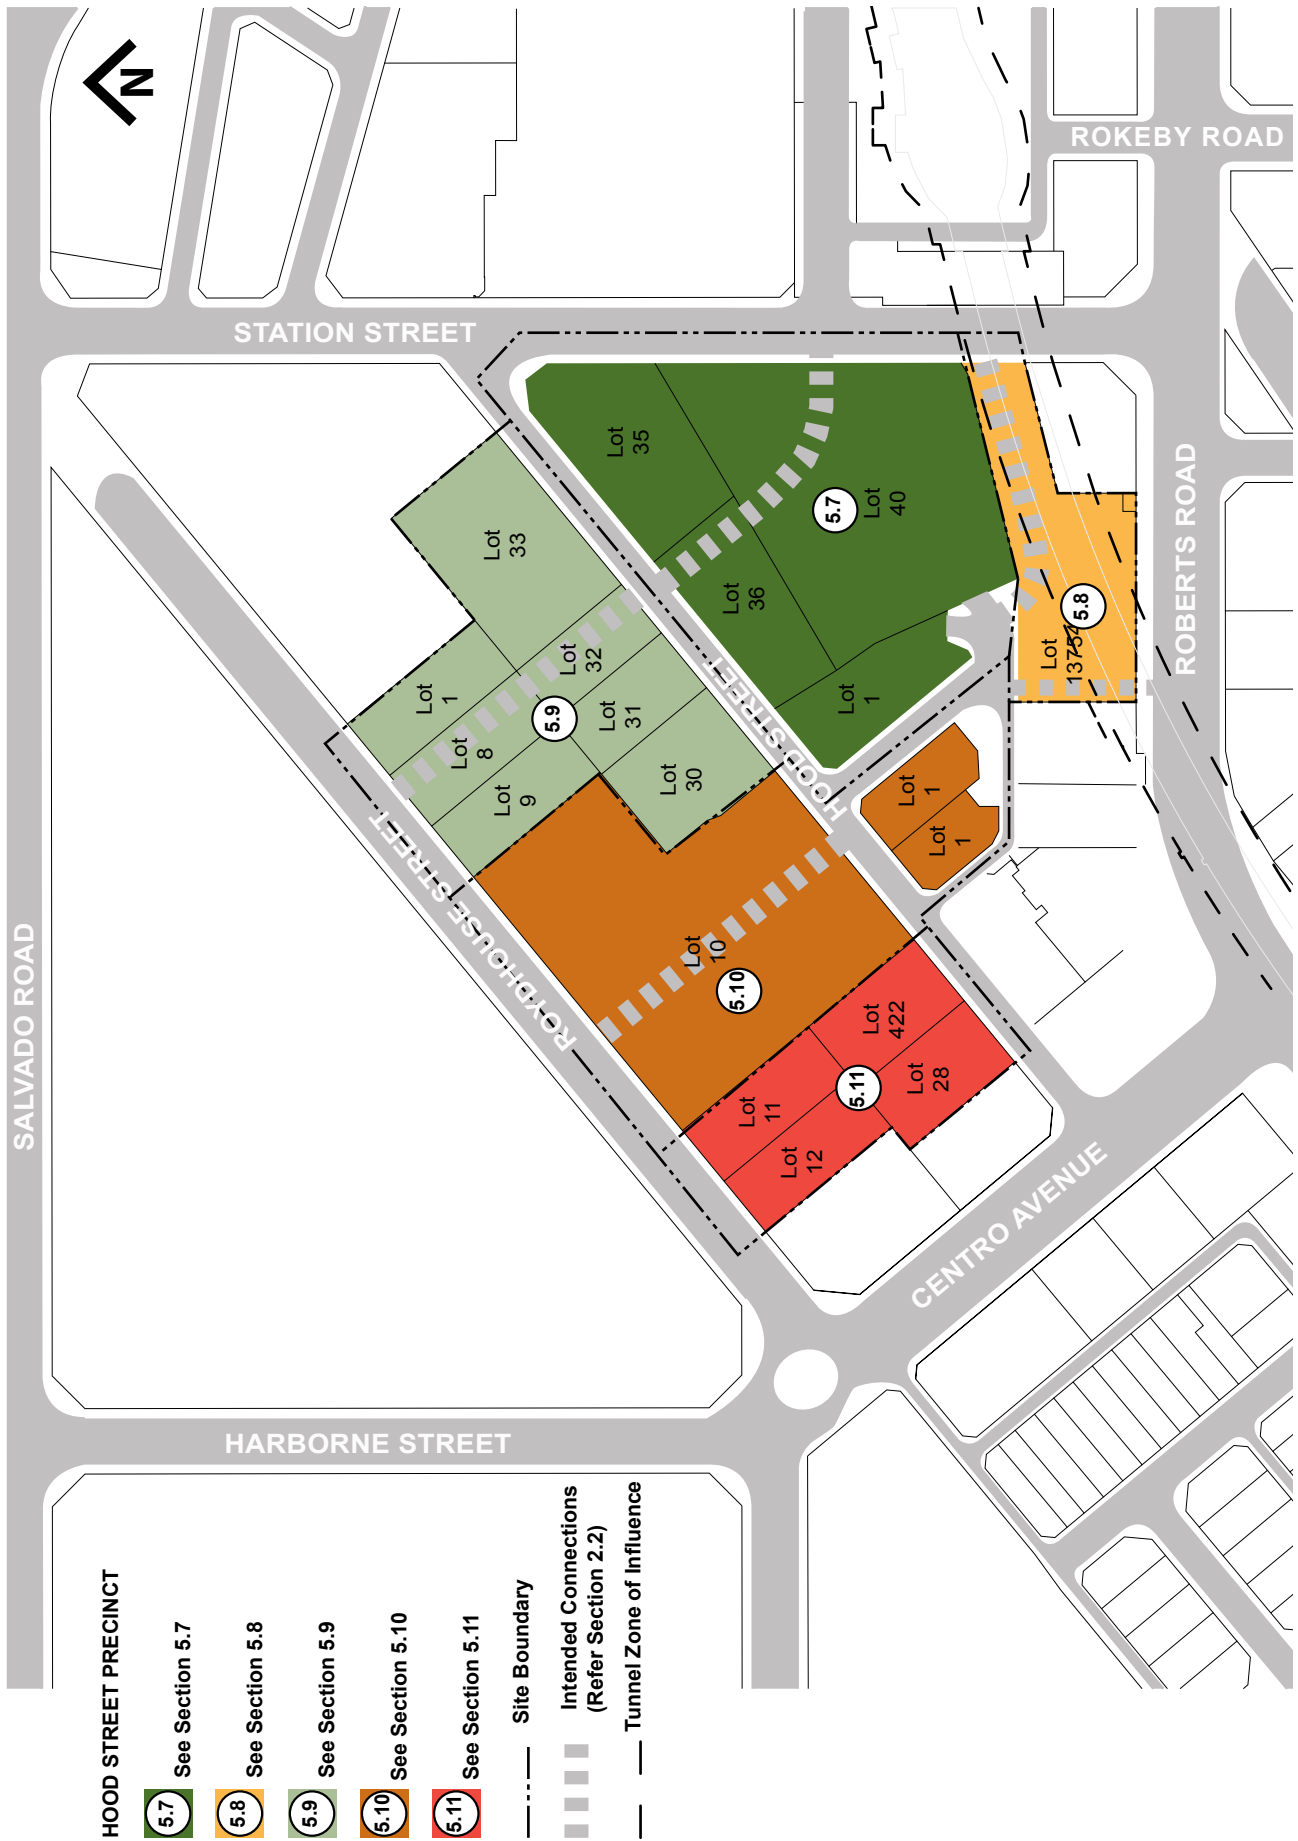 HOOD STREET PRECINCT
5.7
See Section 5.7
5.8
See Section 5.8
5.9
See Section 5.9
5.10
See Section 5.10
5.11
See Section 5.11
Site Boundary
Intended Connections
(Refer Section 2.2)
Tunnel Zone of Influence
N
SALVADO ROAD
HARBORNE STREET
STATION STREET
ROYDHOUSE STREET
HOOD STREET
CENTRO AVENUE
ROBERTS ROAD
ROKEBY ROAD
Lot
12
Lot
11
5.11
Lot
28
Lot
422
5.10
Lot
10
Lot
1
Lot
1
Lot
9
Lot
8
Lot
1
5.9
Lot
30
Lot
31
Lot
32
Lot
33
Lot
1
Lot
36
Lot
35
5.7
Lot
40
Lot
13754
5.8